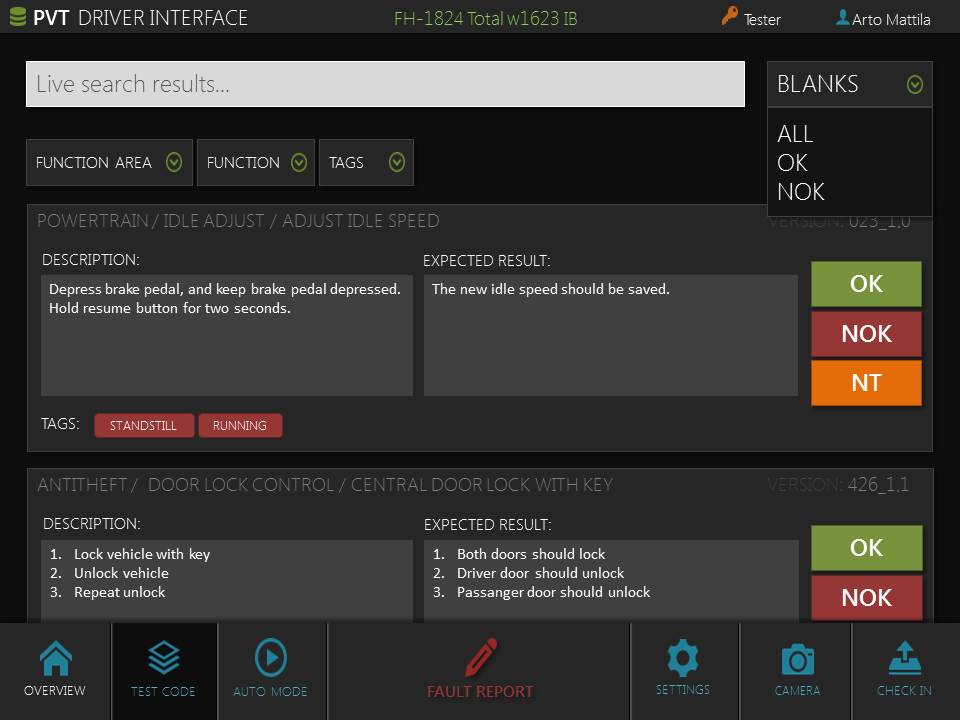 PVT DRIVER INTERFACE
FH-1824 Total w1623 IB
Tester
Arto Mattila
Live search results...
BLANKS
ALL
OK
NOK
FUNCTION AREA
FUNCTION
TAGS
POWERTRAIN / IDLE ADJUST / ADJUST IDLE SPEED
VERSION: 023_1,0
DESCRIPTION:
Depress brake pedal, and keep brake pedal depressed.
Hold resume button for two seconds.
EXPECTED RESULT:
The new idle speed should be saved.
OK
NOK
NT
TAGS:
STANDSTILL
RUNNING
ANTITHEFT / DOOR LOCK CONTROL / CENTRAL DOOR LOCK WITH KEY
VERSION: 426_1,1
DESCRIPTION:
1. Lock vehicle with key
2. Unlock vehicle
3. Repeat unlock
EXPECTED RESULT:
1. Both doors should lock
2. Driver door should unlock
3. Passanger door should unlock
OK
NOK
OVERVIEW
TEST CODE
AUTO MODE
FAULT REPORT
SETTINGS
CAMERA
CHECK IN